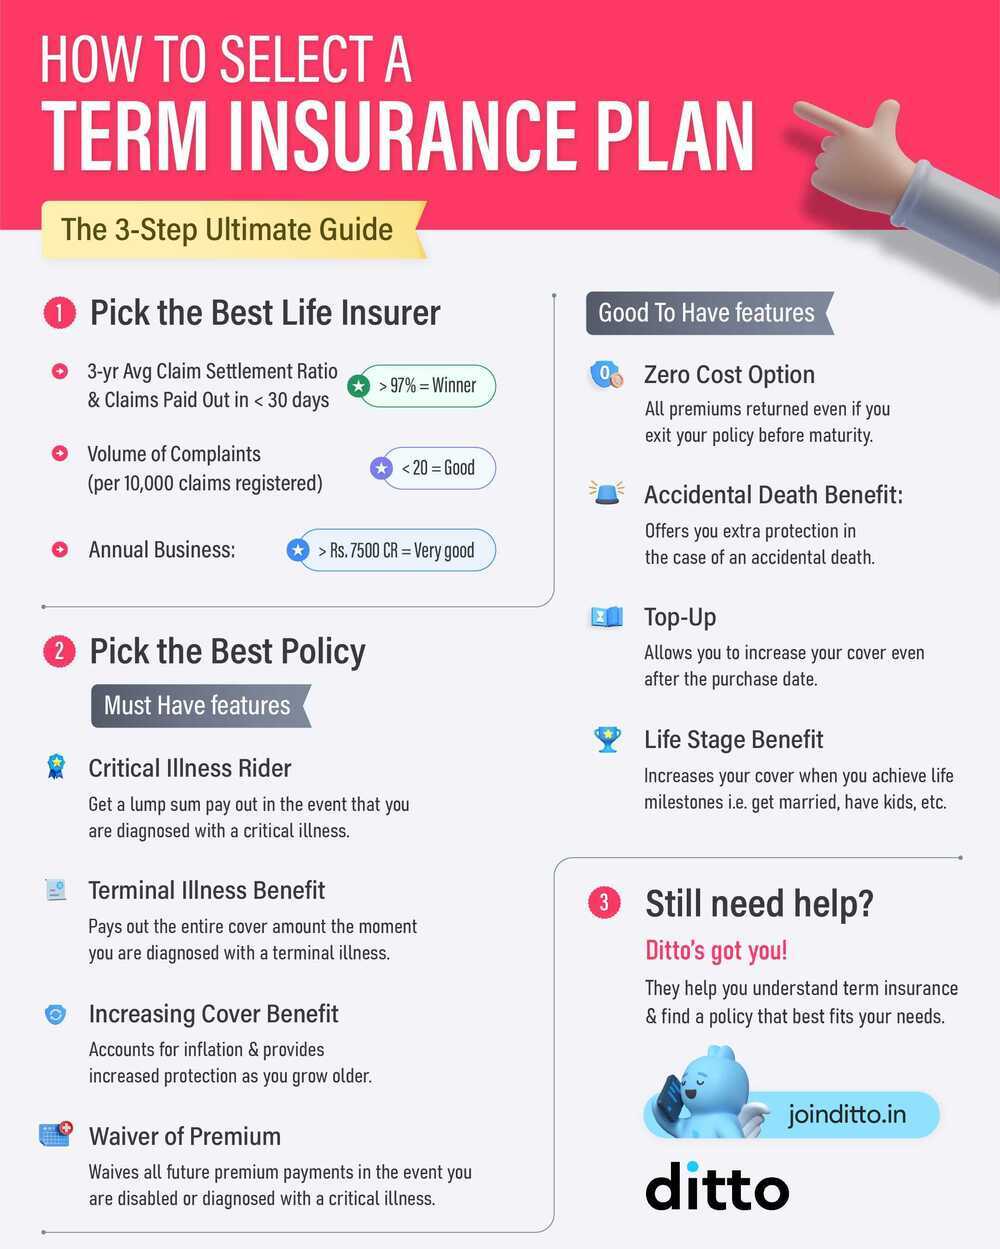 HOW TO SELECT A
TERM INSURANCE PLAN
The 3-Step Ultimate Guide
1 Pick the Best Life Insurer
3-yr Avg Claim Settlement Ratio
& Claims Paid Out in < 30 days
> 97% = Winner
Volume of Complaints
(per 10,000 claims registered)
< 20 = Good
Annual Business:
> Rs. 7500 CR = Very good
2 Pick the Best Policy
Must Have features
Critical Illness Rider
Get a lump sum pay out in the event that you
are diagnosed with a critical illness.
Terminal Illness Benefit
Pays out the entire cover amount the moment
you are diagnosed with a terminal illness.
Increasing Cover Benefit
Accounts for inflation & provides
increased protection as you grow older.
Waiver of Premium
Waives all future premium payments in the event you
are disabled or diagnosed with a critical illness.
Good To Have features
0
Zero Cost Option
All premiums returned even if you
exit your policy before maturity.
Accidental Death Benefit:
Offers you extra protection in
the case of an accidental death.
Top-Up
Allows you to increase your cover even
after the purchase date.
Life Stage Benefit
Increases your cover when you achieve life
milestones i.e. get married, have kids, etc.
3 Still need help?
Ditto's got you!
They help you understand term insurance
& find a policy that best fits your needs.
joinditto.in
ditto